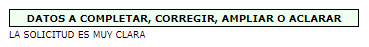 DATOS A COMPLETAR, CORREGIR, AMPLIAR O ACLARAR
LA SOLICITUD ES MUY CLARA